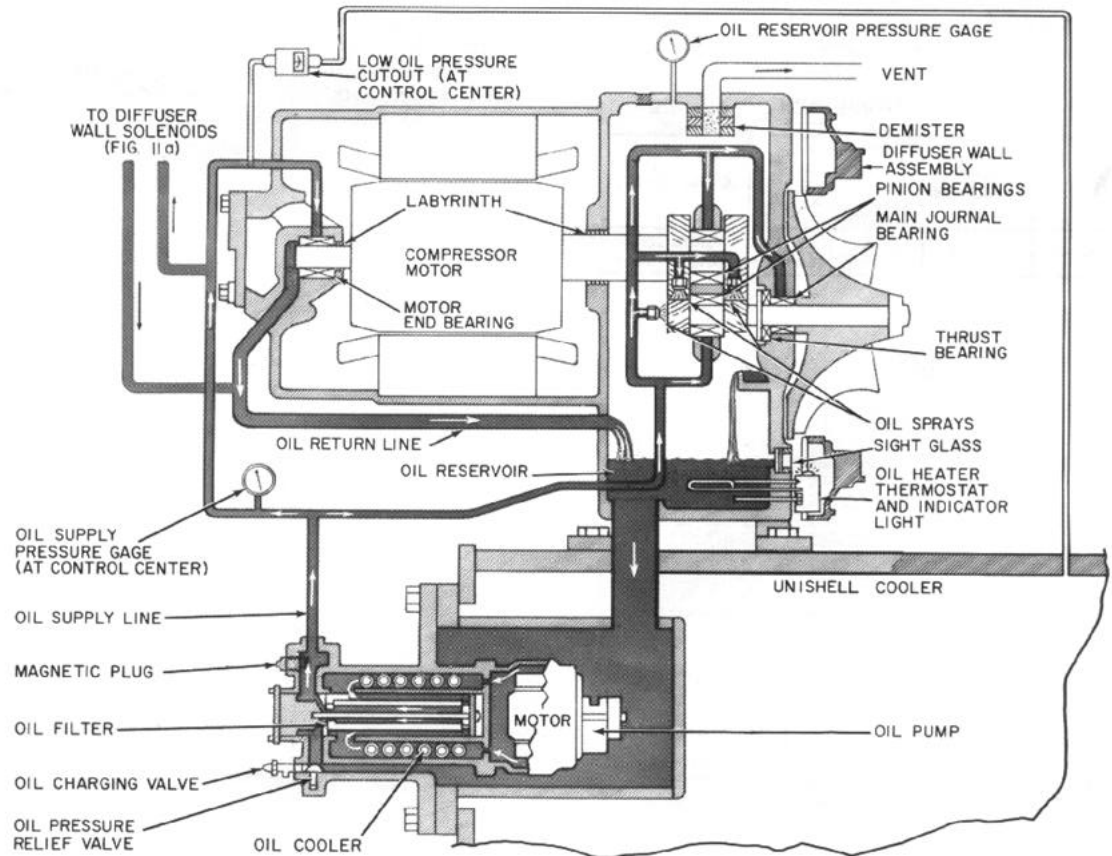 OIL RESERVOIR PRESSURE GAGE
LOW OIL PRESSURE
CUTOUT (AT
CONTROL CENTER)
VENT
TO DIFFUSER
WALL SOLENOIDS
(FIG. 11a)
DEMISTER
DIFFUSER WALL
ASSEMBLY
PINION BEARINGS
LABYRINTH
MAIN JOURNAL
BEARING
COMPRESSOR
MOTOR
MOTOR
END BEARING
THRUST
BEARING
OIL SPRAYS
OIL RETURN LINE
SIGHT GLASS
OIL RESERVOIR
OIL HEATER
THERMOSTAT
AND INDICATOR
LIGHT
OIL SUPPLY
PRESSURE GAGE
(AT CONTROL CENTER)
UNISHELL COOLER
OIL SUPPLY LINE
MAGNETIC PLUG
MOTOR
OIL FILTER
OIL PUMP
OIL CHARGING VALVE
OIL PRESSURE
RELIEF VALVE
OIL COOLER